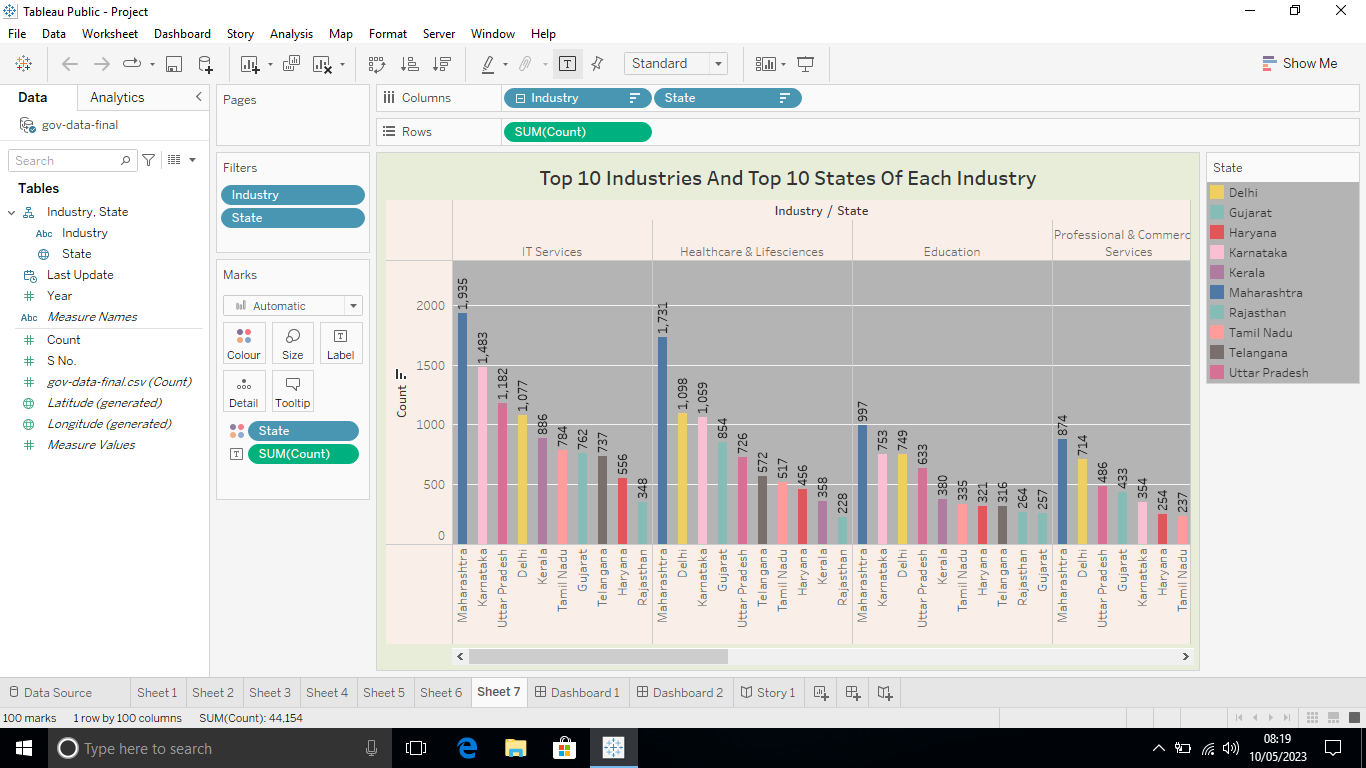 Tableau Public - Project
File Data Worksheet Dashboard Story Analysis Map Format Server Window Help
Standard
Show Me
Data Analytics
gov-data-final
Search
Tables
Industry, State
Abc Industry
State
Last Update
Year
Abc Measure Names
Count
S No.
gov-data-final.csv (Count)
Latitude (generated)
Longitude (generated)
Measure Values
Pages
Filters
Industry
State
Marks
Automatic
Colour Size Label
Detail Tooltip
State
SUM(Count)
Columns Industry State
Rows SUM(Count)
Top 10 Industries And Top 10 States Of Each Industry
Industry / State
IT Services Healthcare & Lifesciences Education Professional & Commerc
Services
Count
2000
1500
1000
500
0
1,935 1,483 1,182 1,077 886 784 762 737 556 348
1,731 1,098 1,059 854 726 572 517 456 358 228
997 753 749 633 380 335 321 316 264 257
874 714 486 433 354 254 237
Maharashtra Karnataka Uttar Pradesh Delhi Kerala Tamil Nadu Gujarat Telangana Haryana Rajasthan
Maharashtra Delhi Karnataka Gujarat Uttar Pradesh Telangana Tamil Nadu Haryana Kerala Rajasthan
Maharashtra Karnataka Delhi Uttar Pradesh Kerala Tamil Nadu Haryana Telangana Rajasthan Gujarat
Maharashtra Delhi Uttar Pradesh Gujarat Karnataka Haryana Tamil Nadu
State
Delhi
Gujarat
Haryana
Karnataka
Kerala
Maharashtra
Rajasthan
Tamil Nadu
Telangana
Uttar Pradesh
Data Source Sheet 1 Sheet 2 Sheet 3 Sheet 4 Sheet 5 Sheet 6 Sheet 7 Dashboard 1 Dashboard 2 Story 1
100 marks 1 row by 100 columns SUM(Count): 44,154
Type here to search
08:19
10/05/2023